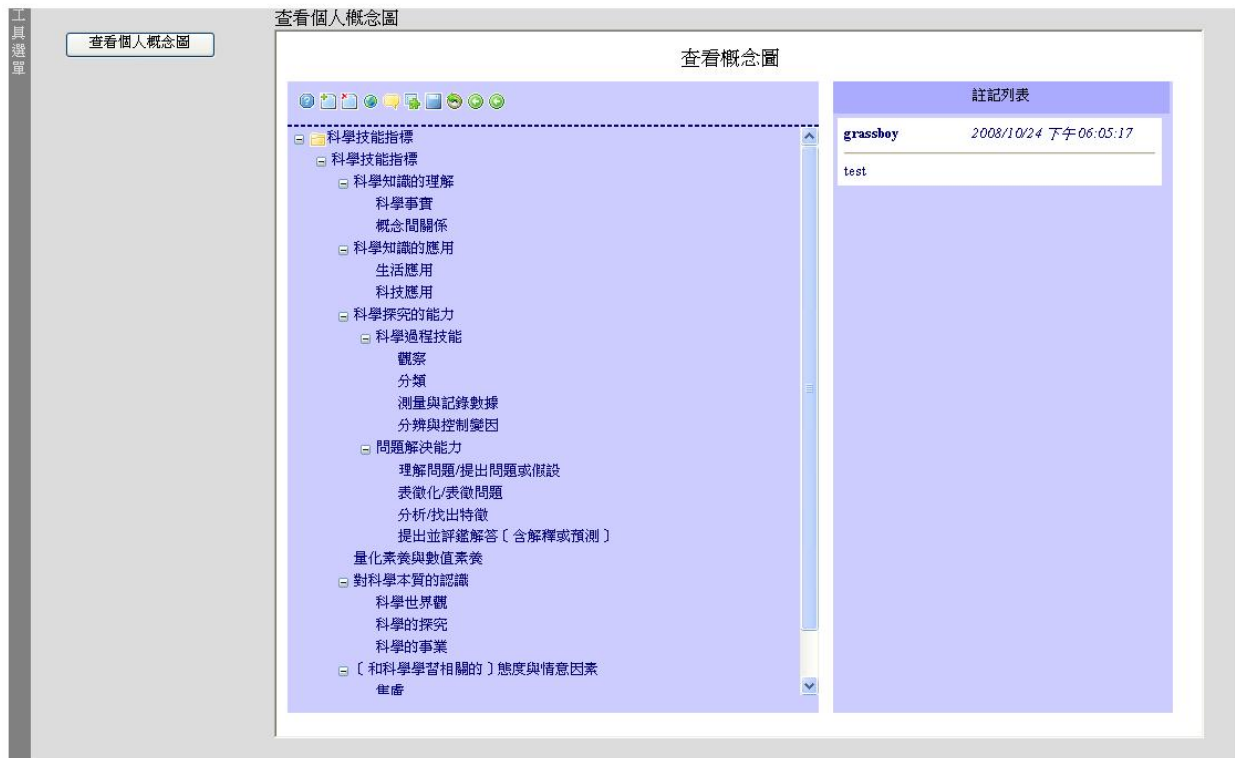 工具選單
查看個人概念圖
查看個人概念圖
查看概念圖
科學技能指標
科學技能指標
科學知識的理解
科學事實
概念間關係
科學知識的應用
生活應用
科技應用
科學探究的能力
科學過程技能
觀察
分類
測量與記錄數據
分辨與控制變因
問題解決能力
理解問題/提出問題或假設
表徵化/表徵問題
分析/找出特徵
提出並評鑑解答〔含解釋或預測〕
量化素養與數值素養
對科學本質的認識
科學世界觀
科學的探究
科學的事業
〔和科學學習相關的〕態度與情意因素
焦慮
註記列表
grassboy 2008/10/24 下午 06:05:17
test